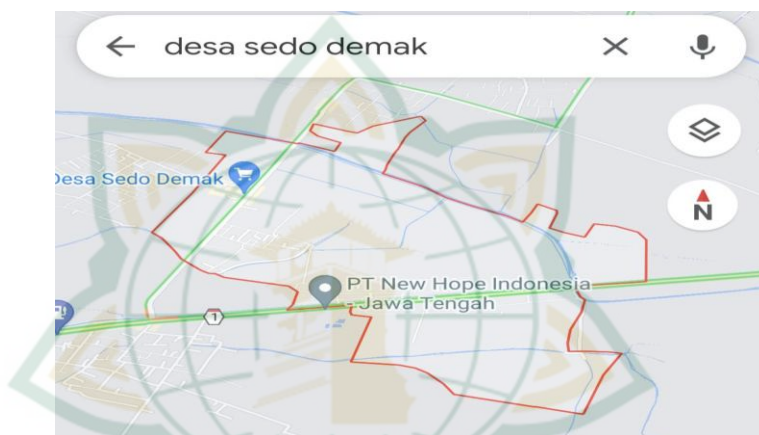 desa sedo demak
N
Desa Sedo Demak
PT New Hope Indonesia
- Jawa Tengah
1